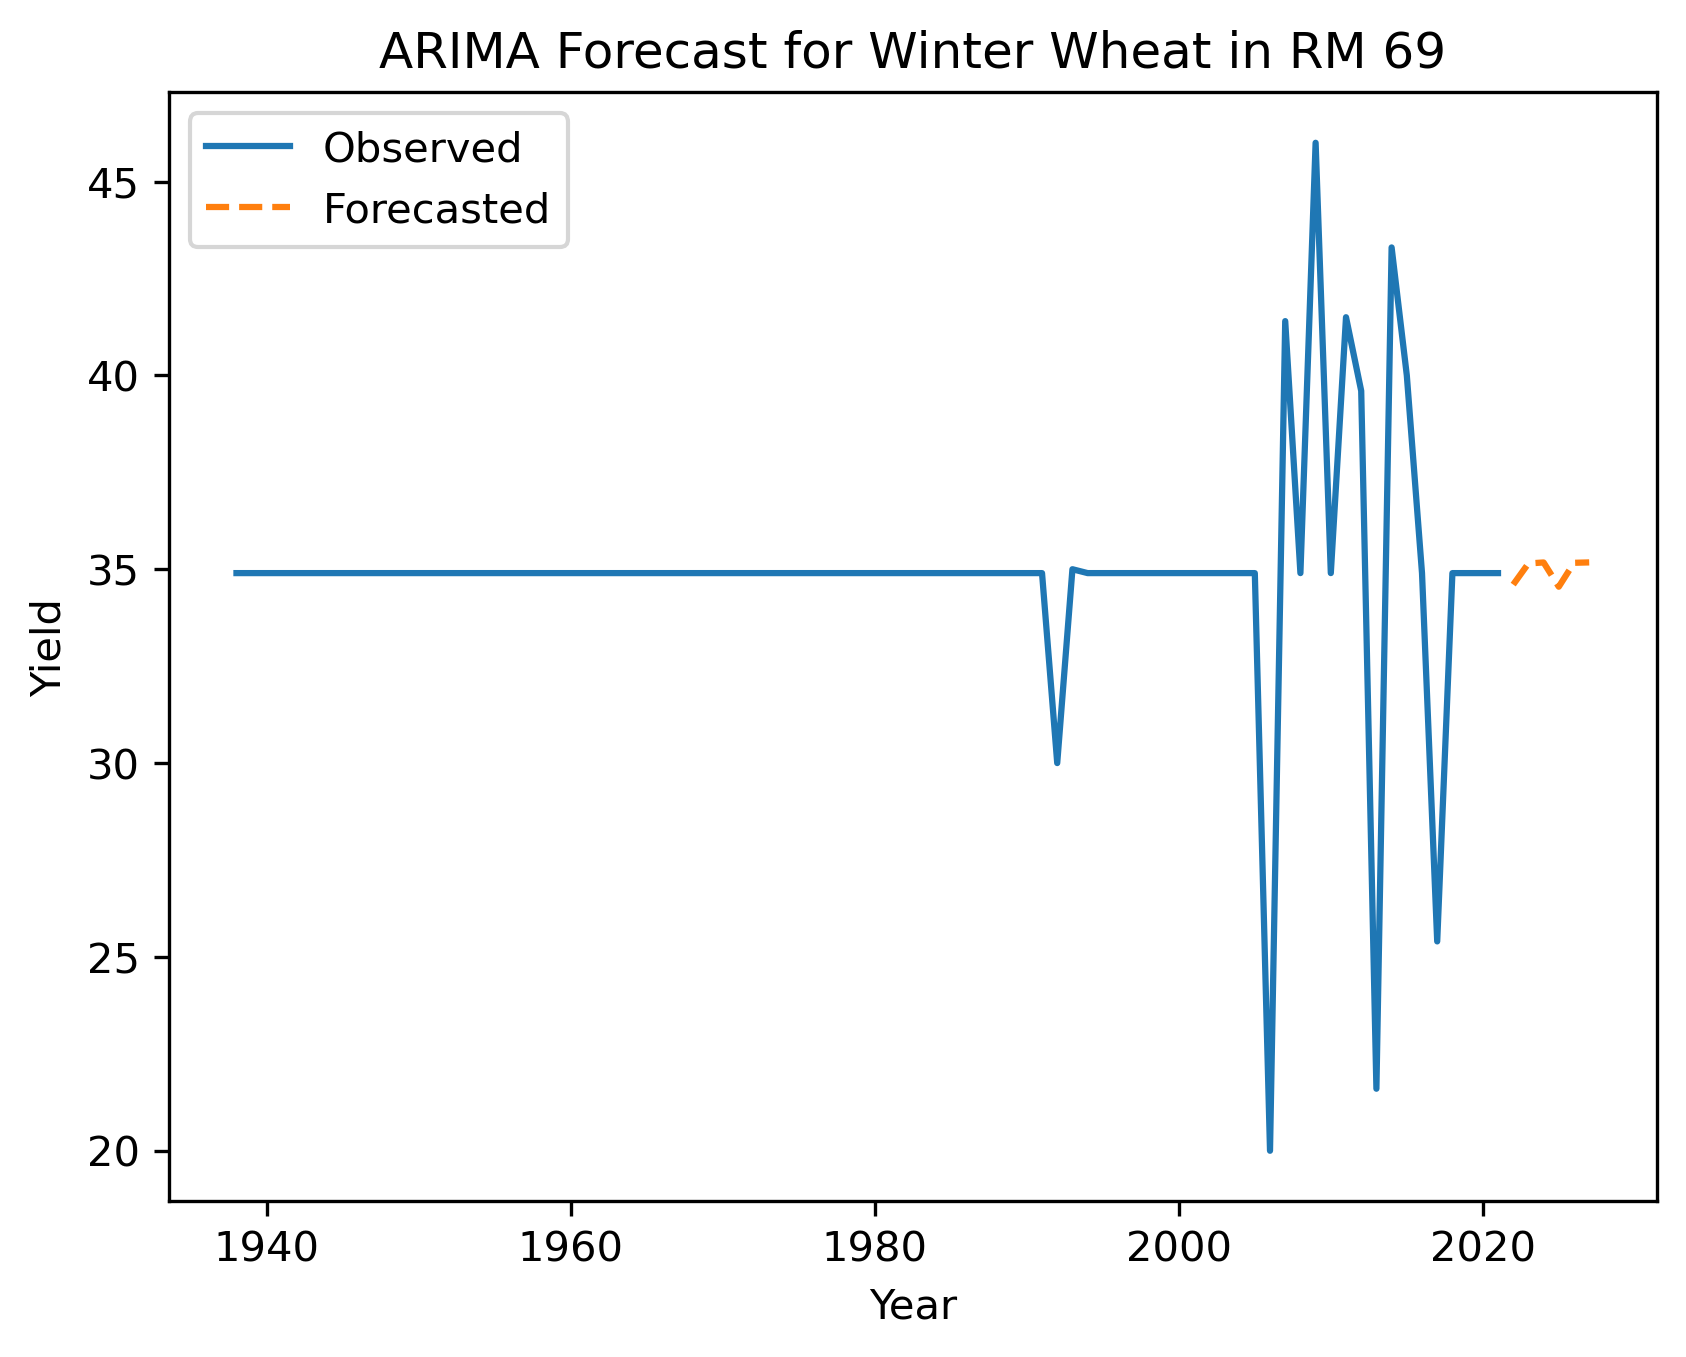 ARIMA Forecast for Winter Wheat in RM 69
Observed
Forecasted
45
40
35
30
25
20
Yield
1940 1960 1980 2000 2020
Year